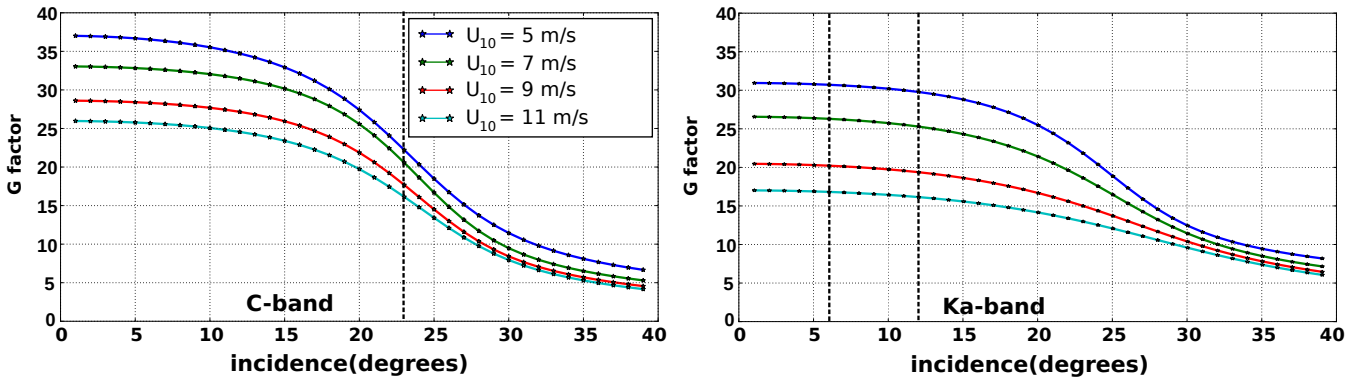 G factor
40
35
30
25
20
15
10
5
0
U10 = 5 m/s
U10 = 7 m/s
U10 = 9 m/s
U10 = 11 m/s
C-band
0 5 10 15 20 25 30 35 40
incidence(degrees)
G factor
40
35
30
25
20
15
10
5
0
Ka-band
0 5 10 15 20 25 30 35 40
incidence(degrees)